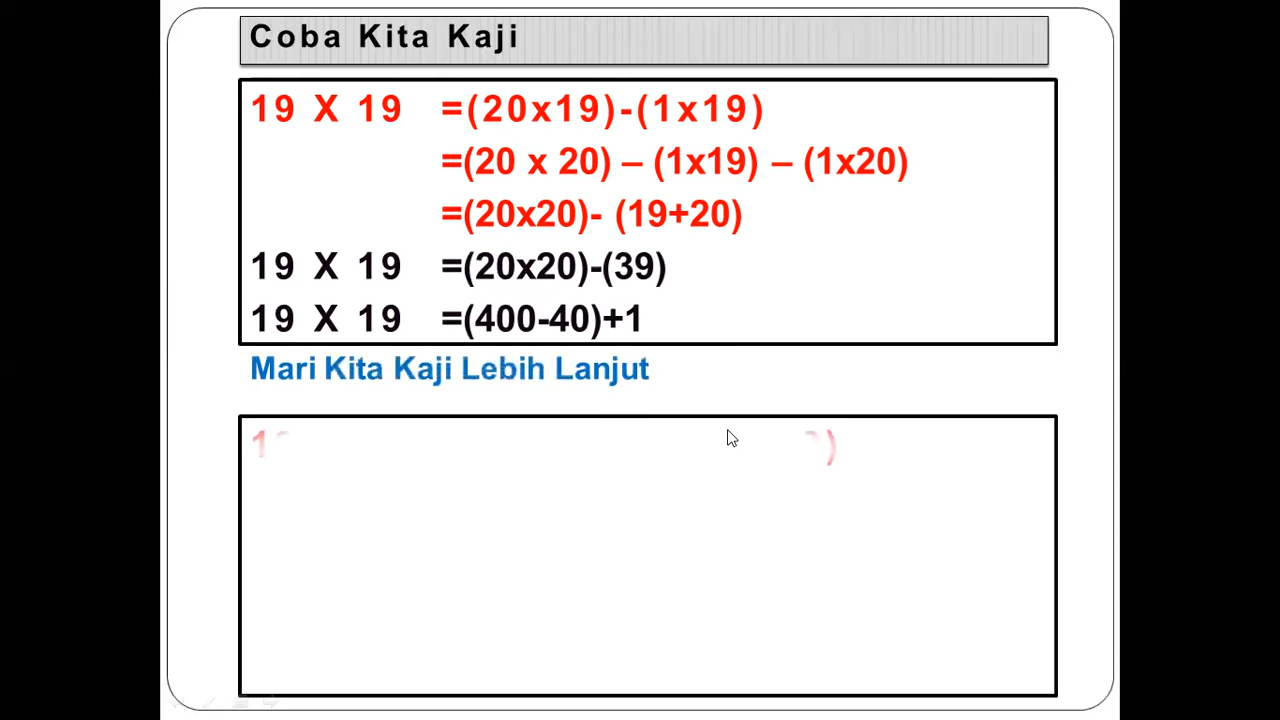 Coba Kita Kaji
19 X 19 =(20x19)-(1x19)
=(20 x 20) – (1x19) – (1x20)
=(20x20)- (19+20)
19 X 19 =(20x20)-(39)
19 X 19 =(400-40)+1
Mari Kita Kaji Lebih Lanjut